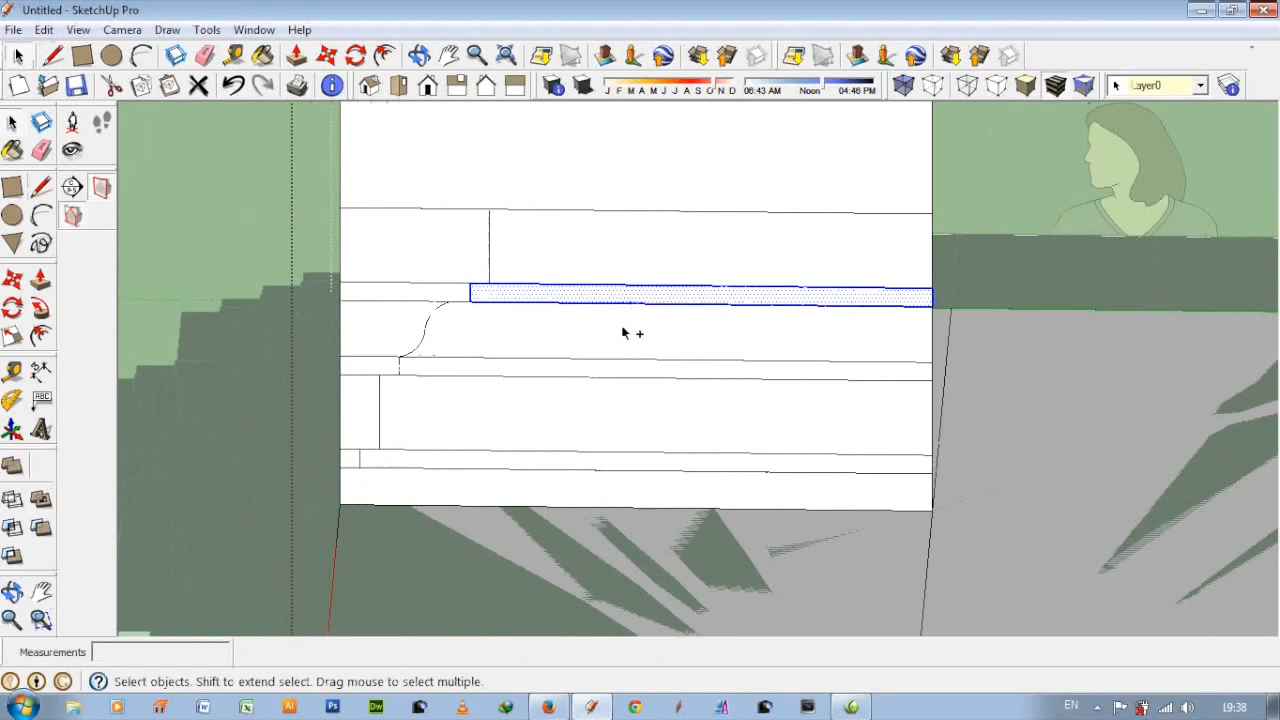 Untitled - SketchUp Pro
File Edit View Camera Draw Tools Window Help
J F M A M J J A S O N D 06:43 AM Noon 04:46 PM Layer0
ABC
Measurements
Select objects. Shift to extend select. Drag mouse to select multiple.
EN 19:38